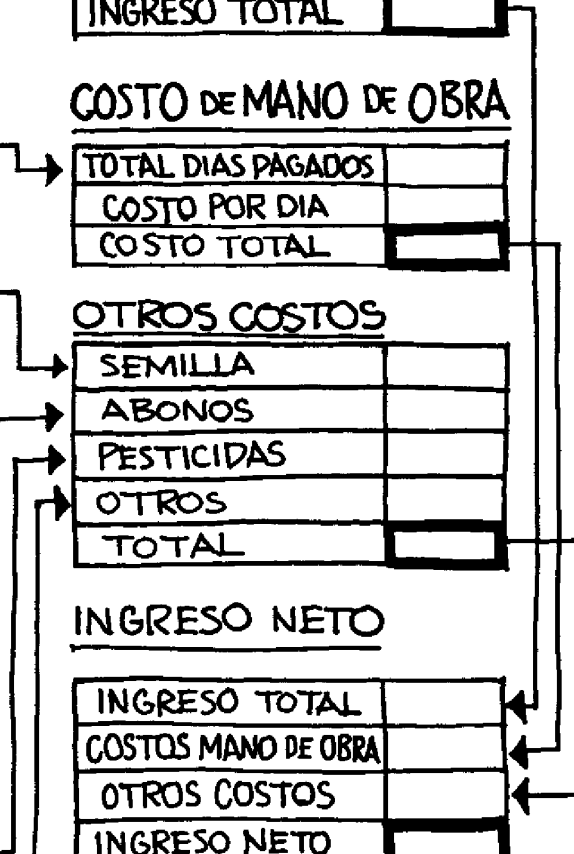 INGRESO TOTAL
COSTO DE MANO DE OBRA
TOTAL DIAS PAGADOS
COSTO POR DIA
COSTO TOTAL
OTROS COSTOS
SEMILLA
ABONOS
PESTICIDAS
OTROS
TOTAL
INGRESO NETO
INGRESO TOTAL
COSTOS MANO DE OBRA
OTROS COSTOS
INGRESO NETO